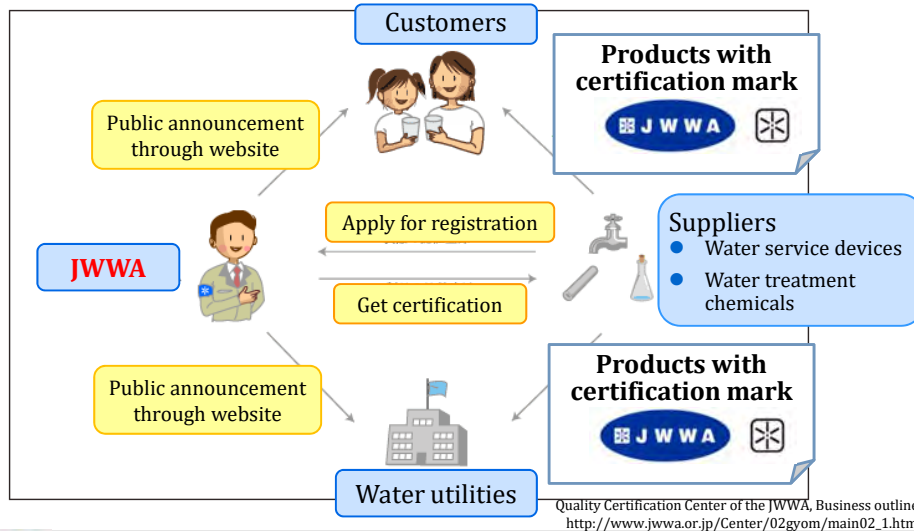 Customers
Products with
certification mark
JWWA
Public announcement
through website
Apply for registration
Suppliers
● Water service devices
● Water treatment
chemicals
JWWA
Get certification
Public announcement
through website
Products with
certification mark
JWWA
Water utilities
Quality Certification Center of the JWWA, Business outline
http://www.jwwa.or.jp/Center/02gyom/main02_1.htm